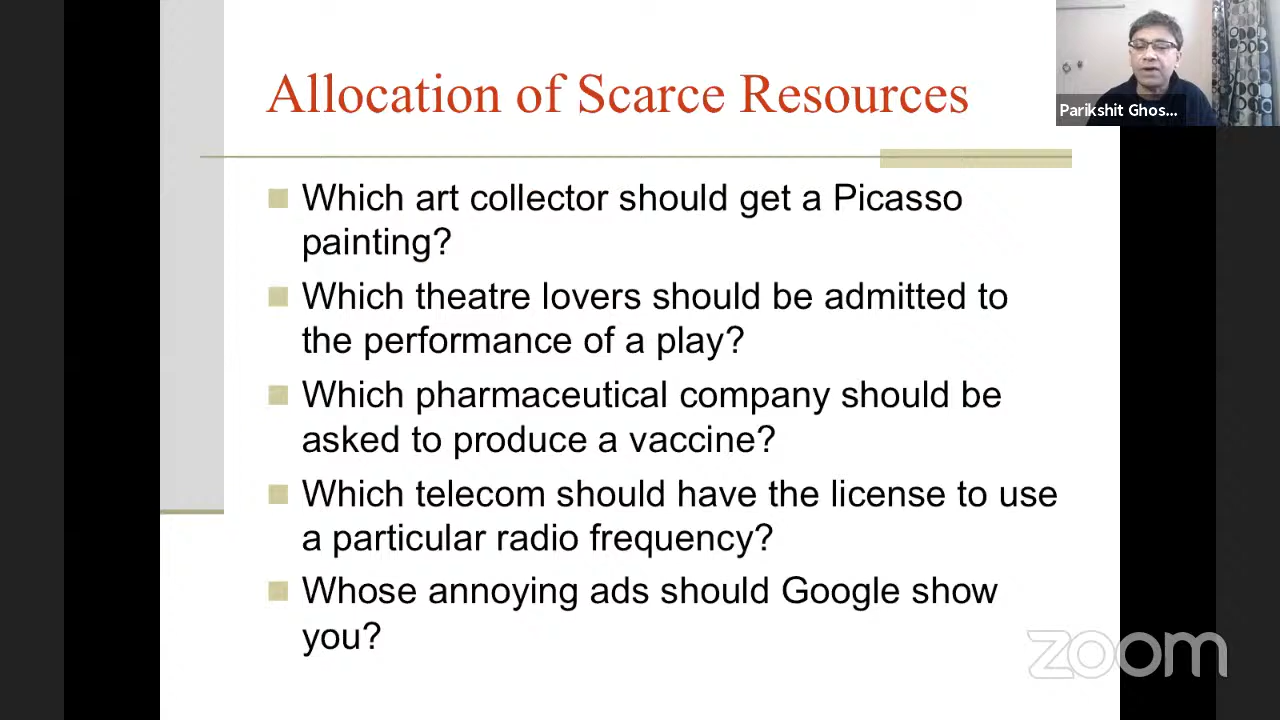 Allocation of Scarce Resources
Parikshit Ghos...
Which art collector should get a Picasso
painting?
Which theatre lovers should be admitted to
the performance of a play?
Which pharmaceutical company should be
asked to produce a vaccine?
Which telecom should have the license to use
a particular radio frequency?
Whose annoying ads should Google show
you?
zoom